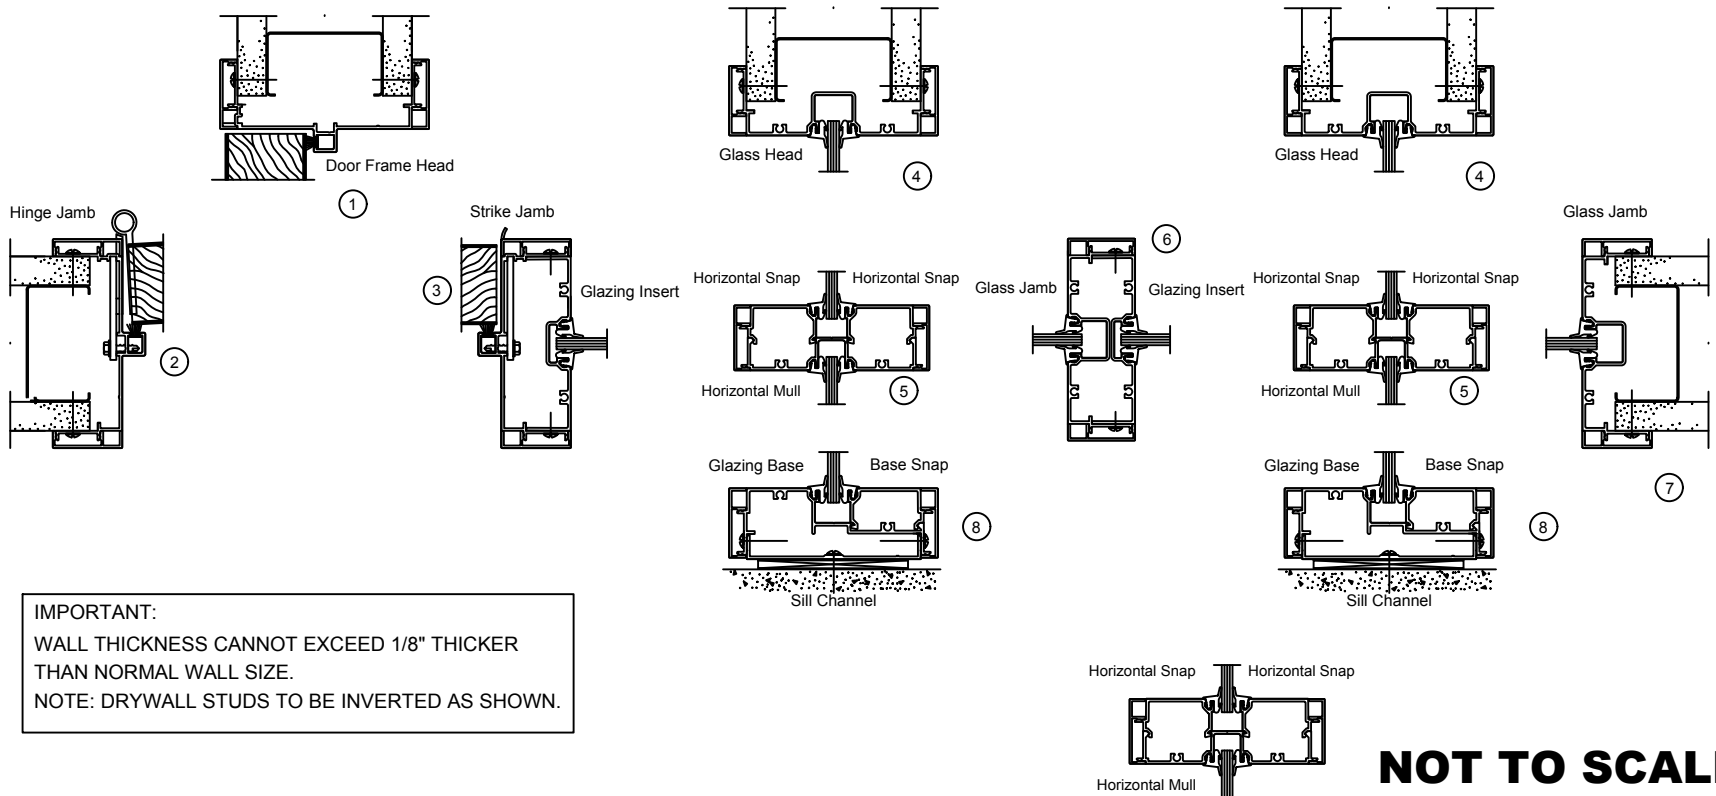 Door Frame Head
1
Glass Head
4
Glass Head
4
Hinge Jamb
2
Strike Jamb
3
Glazing Insert
Horizontal Snap Horizontal Snap
Horizontal Mull
5
Glass Jamb
6
Glazing Insert
Horizontal Snap Horizontal Snap
Horizontal Mull
5
Glass Jamb
7
Glazing Base Base Snap
8
Sill Channel
Glazing Base Base Snap
8
Sill Channel
IMPORTANT:
WALL THICKNESS CANNOT EXCEED 1/8" THICKER
THAN NORMAL WALL SIZE.
NOTE: DRYWALL STUDS TO BE INVERTED AS SHOWN.
Horizontal Snap Horizontal Snap
Horizontal Mull
NOT TO SCAL